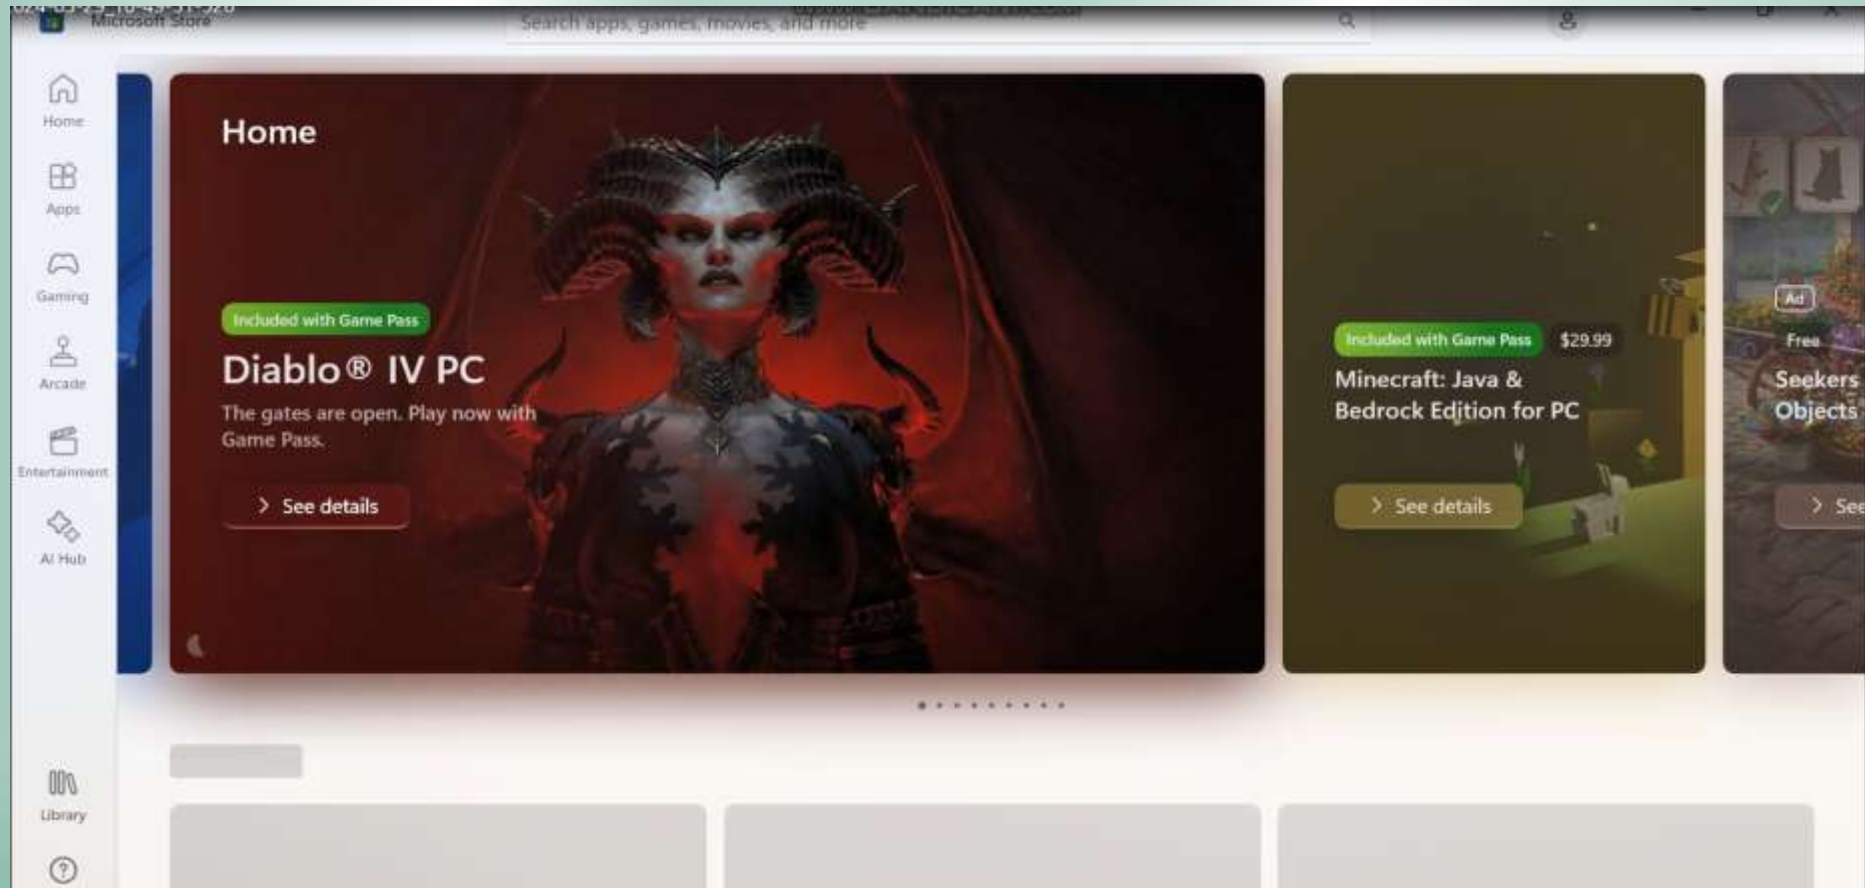 Microsoft Store
Search apps, games, movies, and more
Home
Apps
Gaming
Arcade
Entertainment
AI Hub
Library
Home
Included with Game Pass
Diablo® IV PC
The gates are open. Play now with
Game Pass.
See details
Included with Game Pass $29.99
Minecraft: Java &
Bedrock Edition for PC
See details
Ad
Free
Seekers
Objects
See